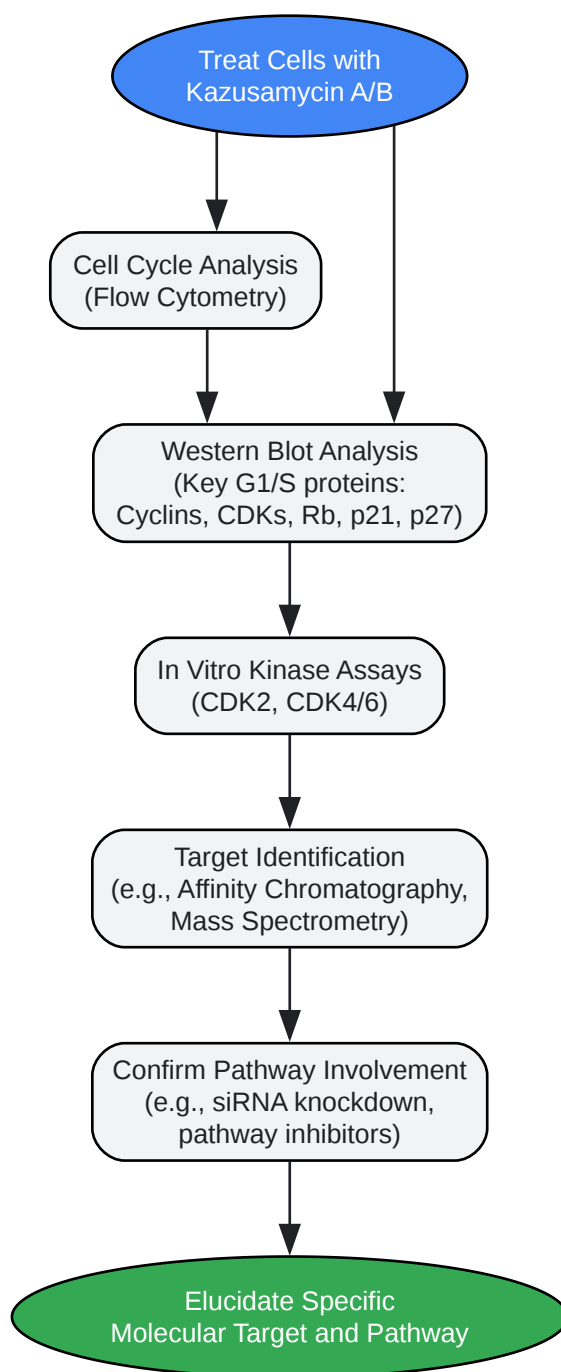 Treat Cells with
Kazusamycin A/B
Cell Cycle Analysis
(Flow Cytometry)
Western Blot Analysis
(Key G1/S proteins:
Cyclins, CDKs, Rb, p21, p27)
In Vitro Kinase Assays
(CDK2, CDK4/6)
Target Identification
(e.g., Affinity Chromatography,
Mass Spectrometry)
Confirm Pathway Involvement
(e.g., siRNA knockdown,
pathway inhibitors)
Elucidate Specific
Molecular Target and Pathway